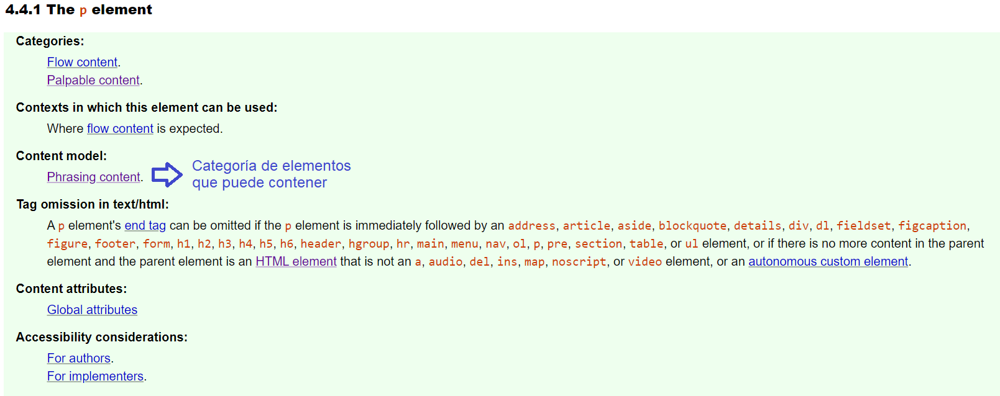 4.4.1 The p element
Categories:
Flow content.
Palpable content.
Contexts in which this element can be used:
Where flow content is expected.
Content model:
Phrasing content.
Categoría de elementos
que puede contener
Tag omission in text/html:
A p element's end tag can be omitted if the p element is immediately followed by an address, article, aside, blockquote, details, div, dl, fieldset, figcaption,
figure, footer, form, h1, h2, h3, h4, h5, h6, header, hgroup, hr, main, menu, nav, ol, p, pre, section, table, or ul element, or if there is no more content in the parent
element and the parent element is an HTML element that is not an a, audio, del, ins, map, noscript, or video element, or an autonomous custom element.
Content attributes:
Global attributes
Accessibility considerations:
For authors.
For implementers.